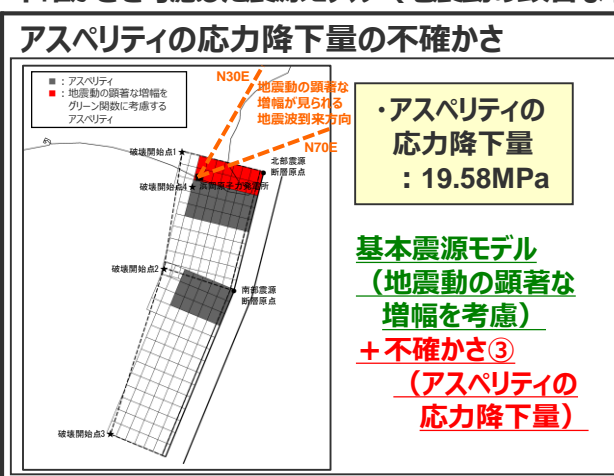 アスペリティの応力降下量の不確かさ
■：アスペリティ
■：地震動の顕著な増幅を
グリーン関数に考慮する
アスペリティ
N30E
地震動の顕著な
増幅が見られる
地震波到来方向
N70E
破壊開始点1
北部震源
断層原点
破壊開始点4
浜岡原子力発電所
破壊開始点2
南部震源
断層原点
破壊開始点3
・アスペリティの
応力降下量
：19.58MPa
基本震源モデル
（地震動の顕著な
増幅を考慮）
＋不確かさ③
（アスペリティの
応力降下量）